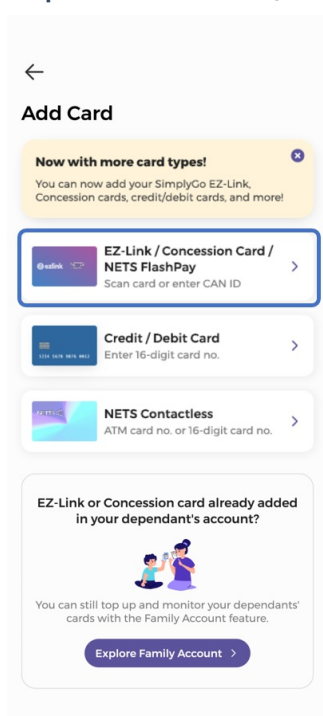 Add Card
Now with more card types!
You can now add your SimplyGo EZ-Link,
Concession cards, credit/debit cards, and more!
ezlink
EZ-Link / Concession Card /
NETS FlashPay
Scan card or enter CAN ID
Credit / Debit Card
Enter 16-digit card no.
NETS Contactless
ATM card no. or 16-digit card no.
EZ-Link or Concession card already added
in your dependant's account?
You can still top up and monitor your dependants'
cards with the Family Account feature.
Explore Family Account